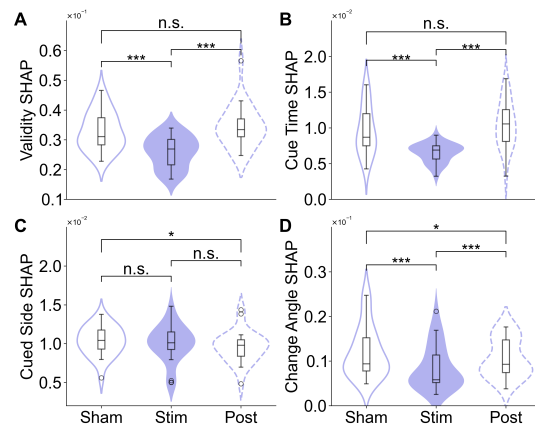 A
×10⁻¹
n.s.
***
***
Validity SHAP
0.6
0.5
0.4
0.3
0.2
0.1
B
×10⁻²
n.s.
***
***
Cue Time SHAP
2.0
1.5
1.0
0.5
0.0
C
×10⁻²
*
n.s.
n.s.
Cued Side SHAP
2.0
1.5
1.0
0.5
Sham Stim Post
D
×10⁻¹
*
***
***
Change Angle SHAP
0.3
0.2
0.1
0.0
Sham Stim Post